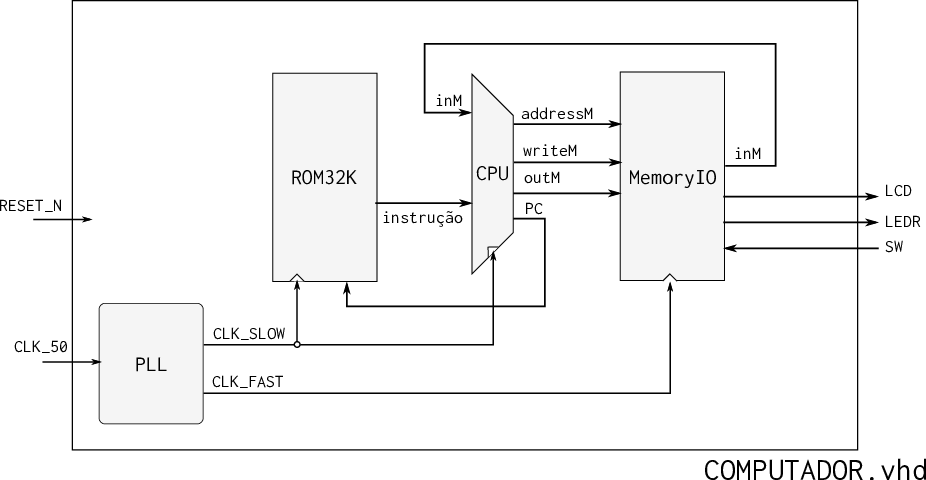 inM
addressM
writeM
inM
CPU
ROM32K
MemoryIO
outM
LCD
RESET_N
PC
instrução
LEDR
SW
CLK_SLOW
CLK_50
PLL
CLK_FAST
COMPUTADOR.vhd